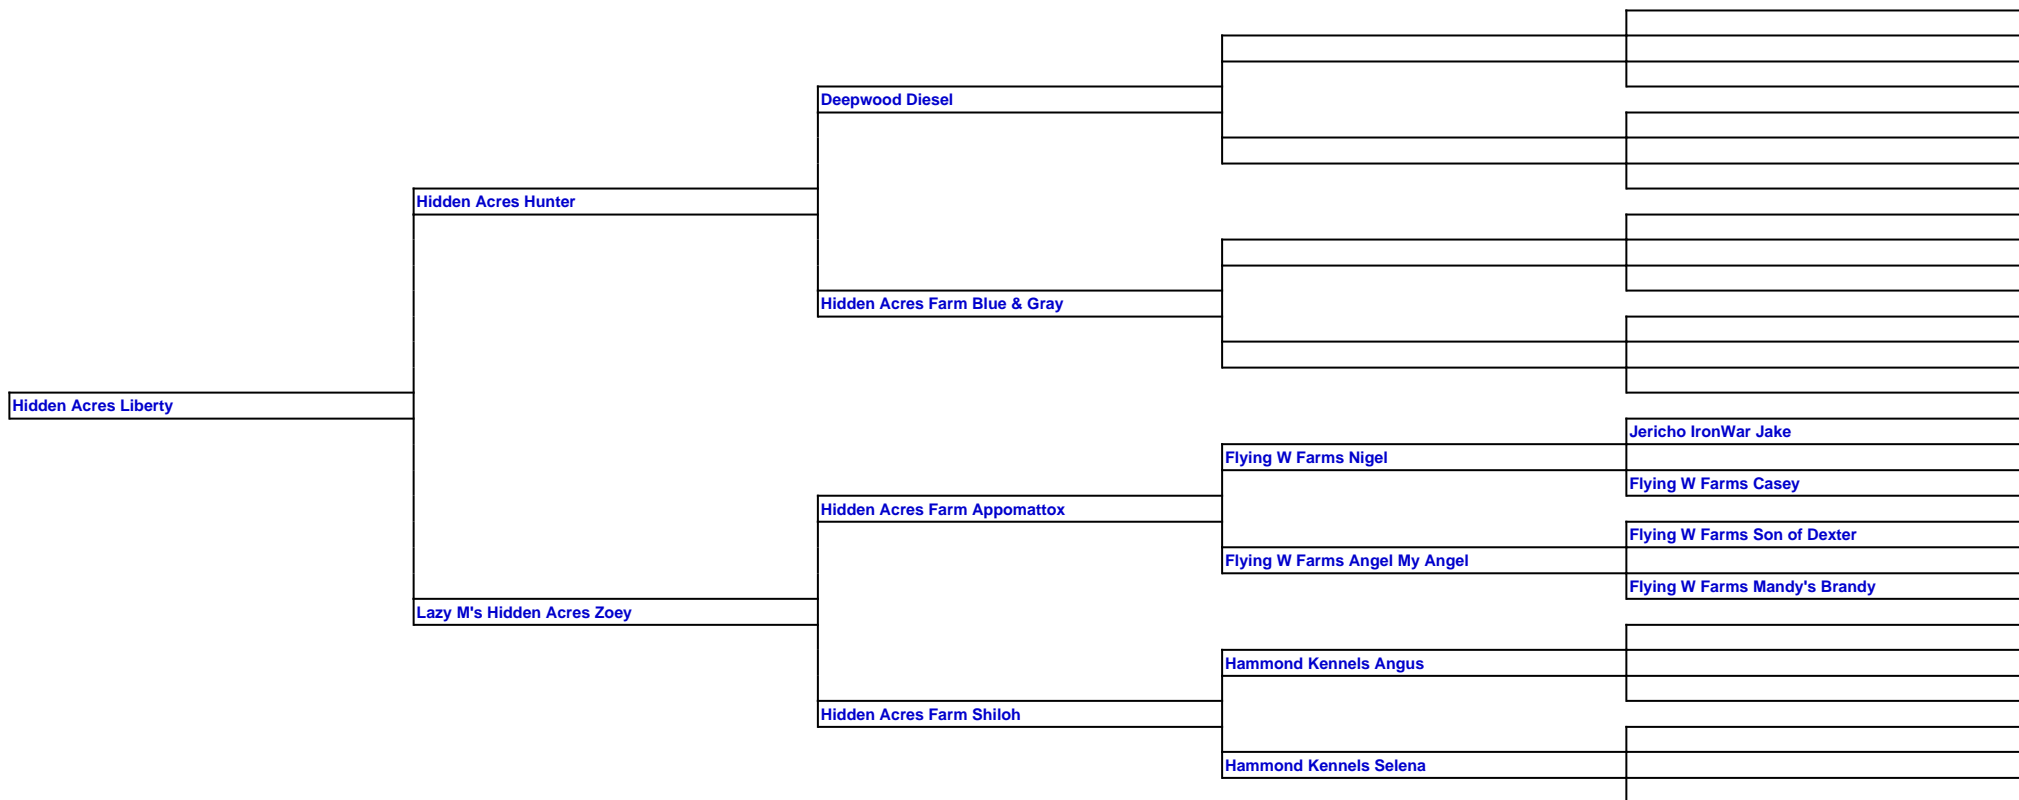 Deepwood Diesel
Hidden Acres Hunter
Hidden Acres Farm Blue & Gray
Hidden Acres Liberty
Jericho IronWar Jake
Flying W Farms Nigel
Flying W Farms Casey
Hidden Acres Farm Appomattox
Flying W Farms Son of Dexter
Flying W Farms Angel My Angel
Flying W Farms Mandy's Brandy
Lazy M's Hidden Acres Zoey
Hammond Kennels Angus
Hidden Acres Farm Shiloh
Hammond Kennels Selena